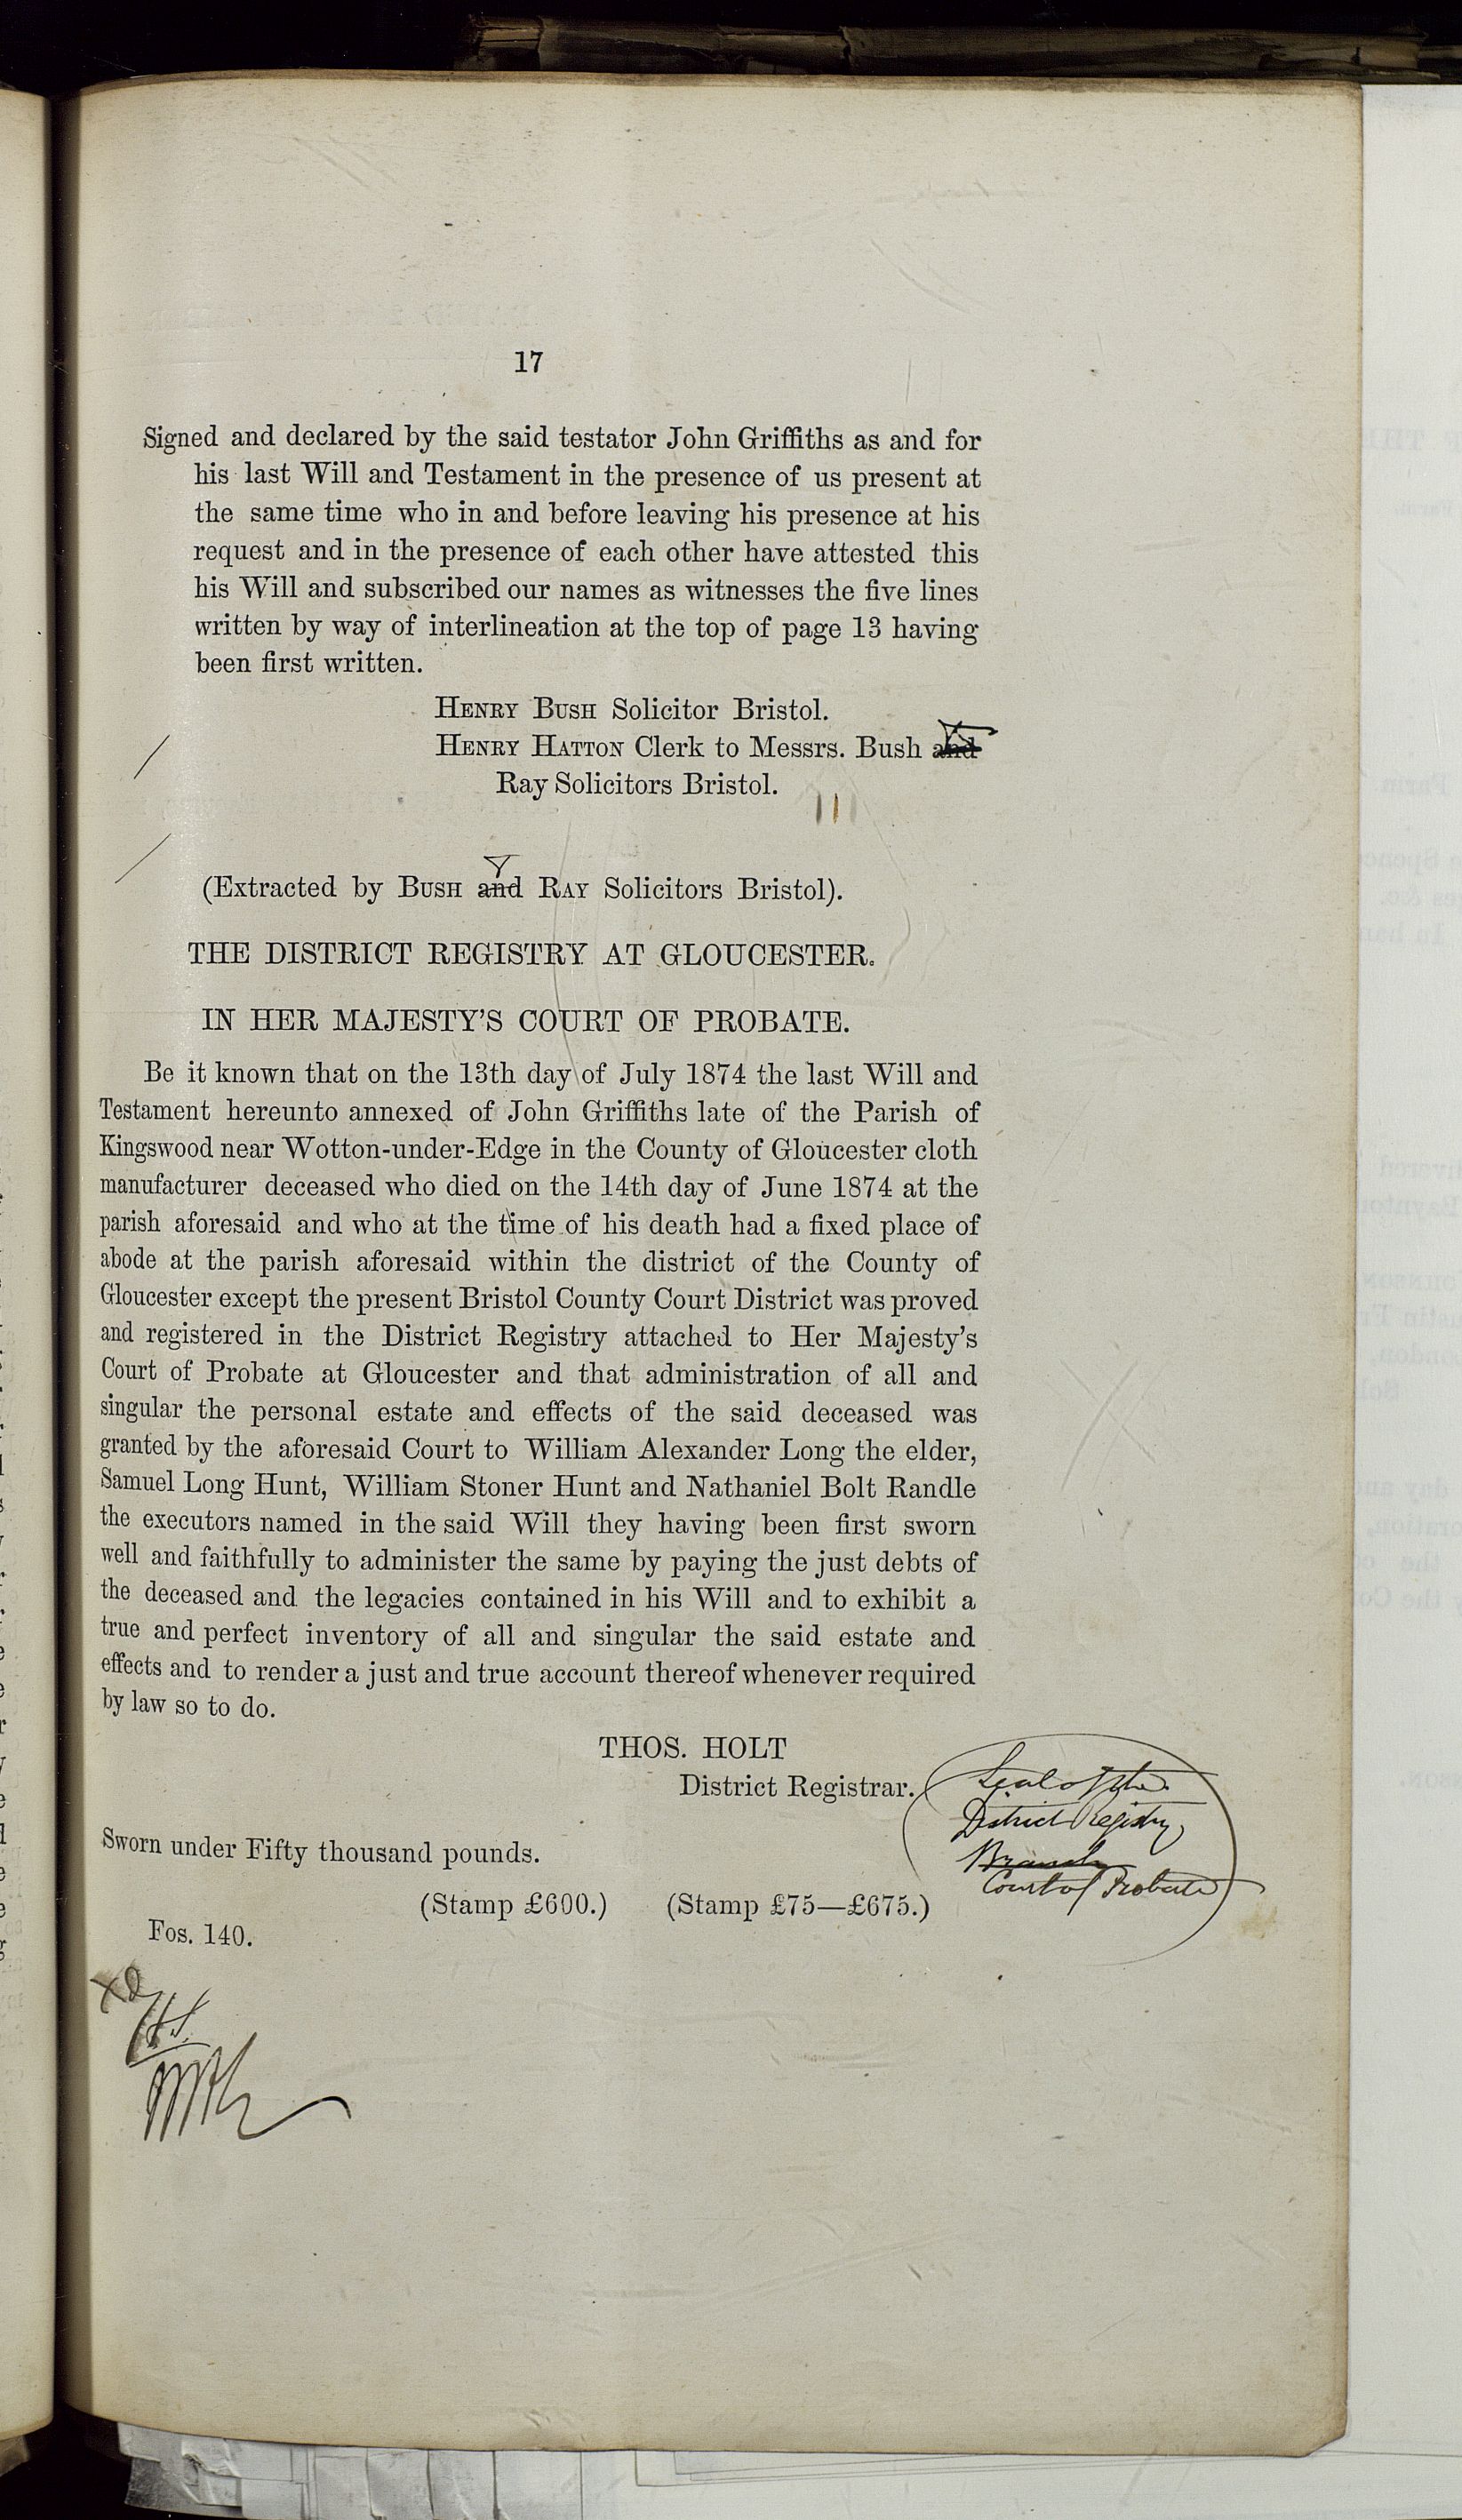 17
Signed and declared by the said testator John Griffiths as and for
his last Will and Testament in the presence of us present at
the same time who in and before leaving his presence at his
request and in the presence of each other have attested this
his Will and subscribed our names as witnesses the five lines
written by way of interlineation at the top of page 13 having
been first written.
HENRY BUSH Solicitor Bristol.
HENRY HATTON Clerk to Messrs. Bush and
Ray Solicitors Bristol.
(Extracted by BUSH and RAY Solicitors Bristol).
THE DISTRICT REGISTRY AT GLOUCESTER.
IN HER MAJESTY'S COURT OF PROBATE.
Be it known that on the 13th day of July 1874 the last Will and
Testament hereunto annexed of John Griffiths late of the Parish of
Kingswood near Wotton-under-Edge in the County of Gloucester cloth
manufacturer deceased who died on the 14th day of June 1874 at the
parish aforesaid and who at the time of his death had a fixed place of
abode at the parish aforesaid within the district of the County of
Gloucester except the present Bristol County Court District was proved
and registered in the District Registry attached to Her Majesty's
Court of Probate at Gloucester and that administration of all and
singular the personal estate and effects of the said deceased was
granted by the aforesaid Court to William Alexander Long the elder,
Samuel Long Hunt, William Stoner Hunt and Nathaniel Bolt Randle
the executors named in the said Will they having been first sworn
well and faithfully to administer the same by paying the just debts of
the deceased and the legacies contained in his Will and to exhibit a
true and perfect inventory of all and singular the said estate and
effects and to render a just and true account thereof whenever required
by law so to do.
THOS. HOLT
District Registrar.
Seal of the
District Registry
Branch
Court of Probate
Sworn under Fifty thousand pounds.
(Stamp £600.) (Stamp £75—£675.)
Fos. 140.